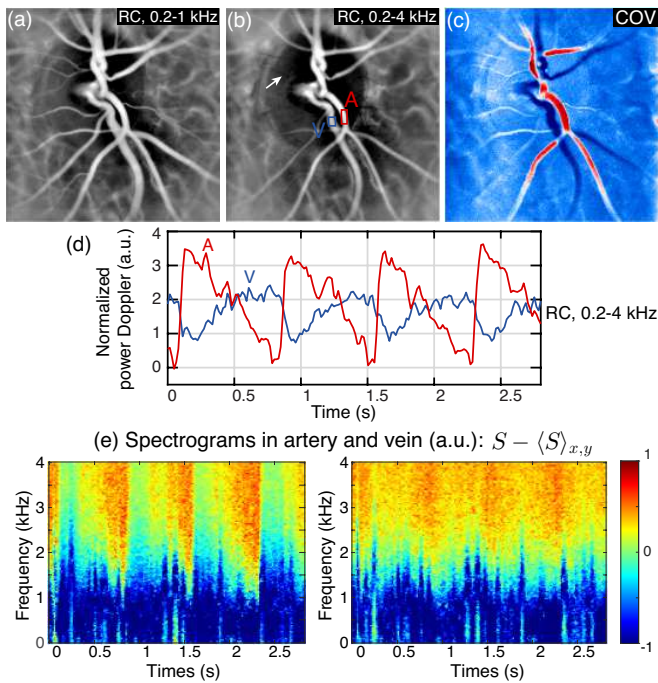 (a) RC, 0.2-1 kHz
(b) RC, 0.2-4 kHz
A
V
(c) COV
(d)
Normalized
power Doppler (a.u.)
4
3
2
1
0
A
V
RC, 0.2-4 kHz
0 0.5 1 1.5 2 2.5
Time (s)
(e) Spectrograms in artery and vein (a.u.): S − ⟨S⟩x,y
Frequency (kHz)
4
3
2
1
0
0 0.5 1 1.5 2 2.5
Times (s)
Frequency (kHz)
4
3
2
1
0
0 0.5 1 1.5 2 2.5
Times (s)
1
0
-1